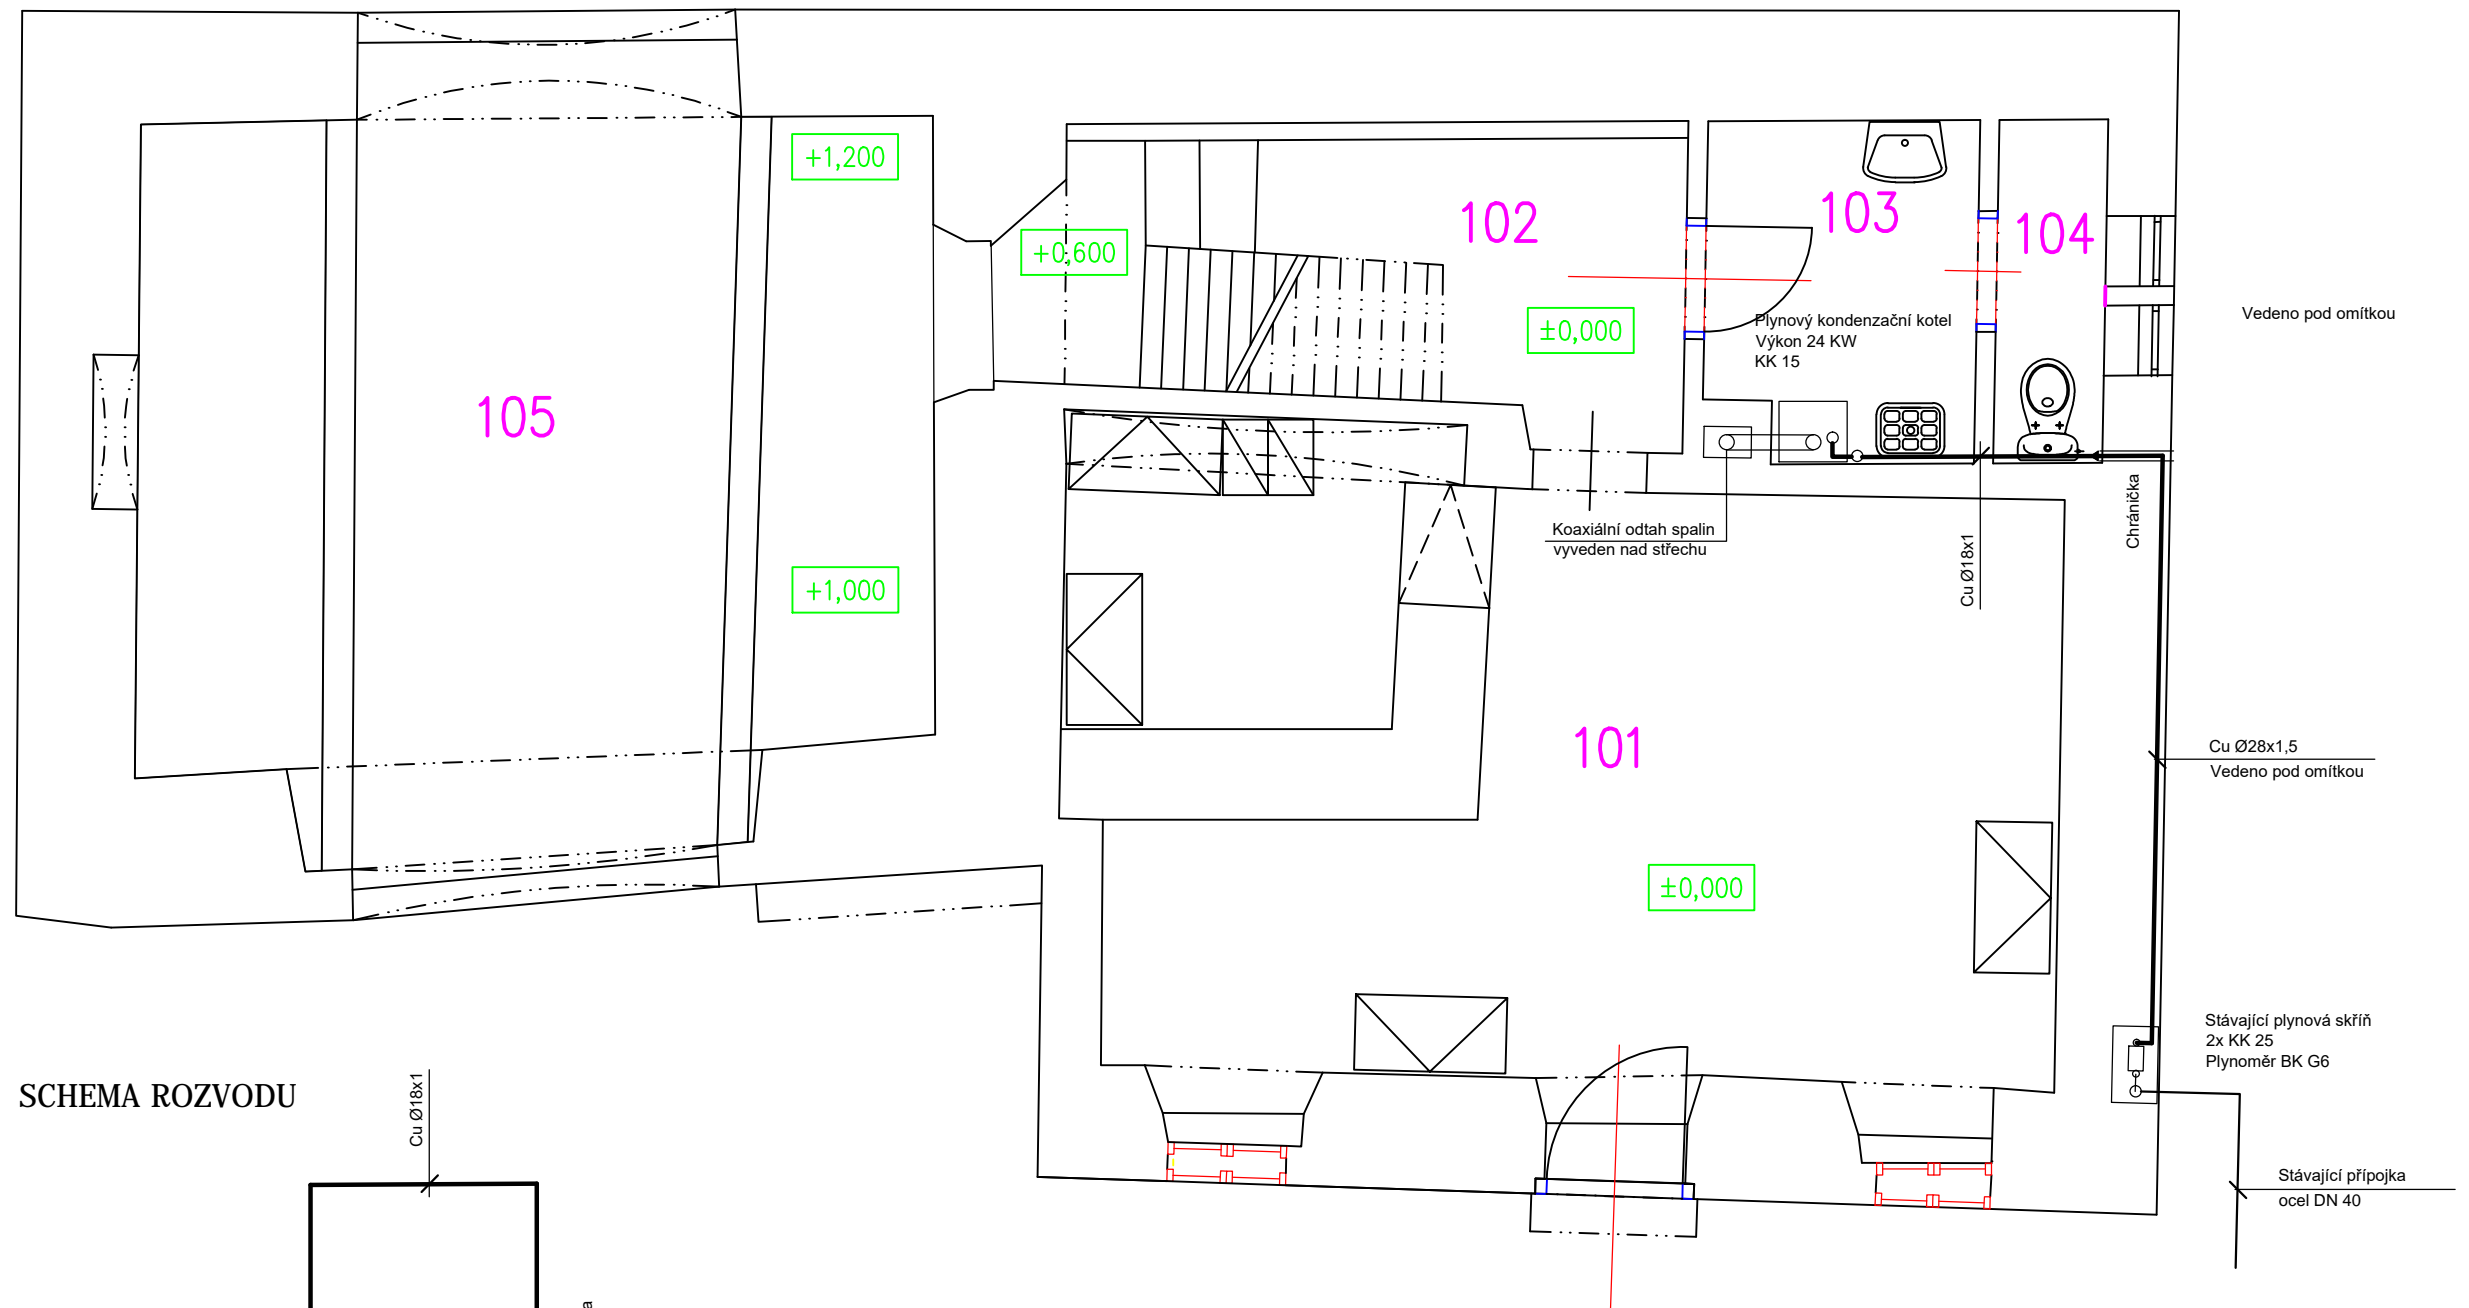 +1,200
102
103
104
+0,600
±0,000
Plynový kondenzační kotel
Výkon 24 KW
KK 15
Vedeno pod omítkou
105
Koaxiální odtah spalin
vyveden nad střechu
Cu Ø18x1
Chránička
+1,000
101
Cu Ø28x1,5
Vedeno pod omítkou
±0,000
Stávající plynová skříň
2x KK 25
Plynoměr BK G6
SCHEMA ROZVODU
Cu Ø18x1
Stávající přípojka
ocel DN 40